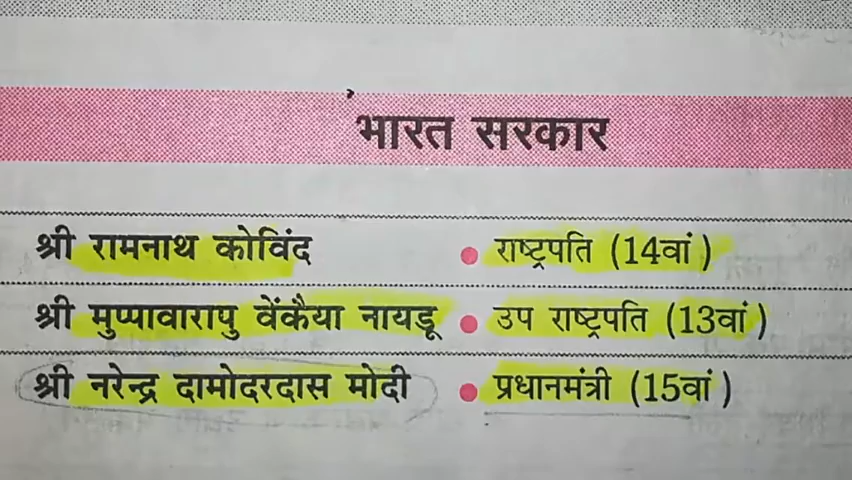 भारत सरकार
श्री रामनाथ कोविंद • राष्ट्रपति (14वां)
श्री मुप्पावारापु वेंकैया नायडू • उप राष्ट्रपति (13वां)
श्री नरेन्द्र दामोदरदास मोदी • प्रधानमंत्री (15वां)